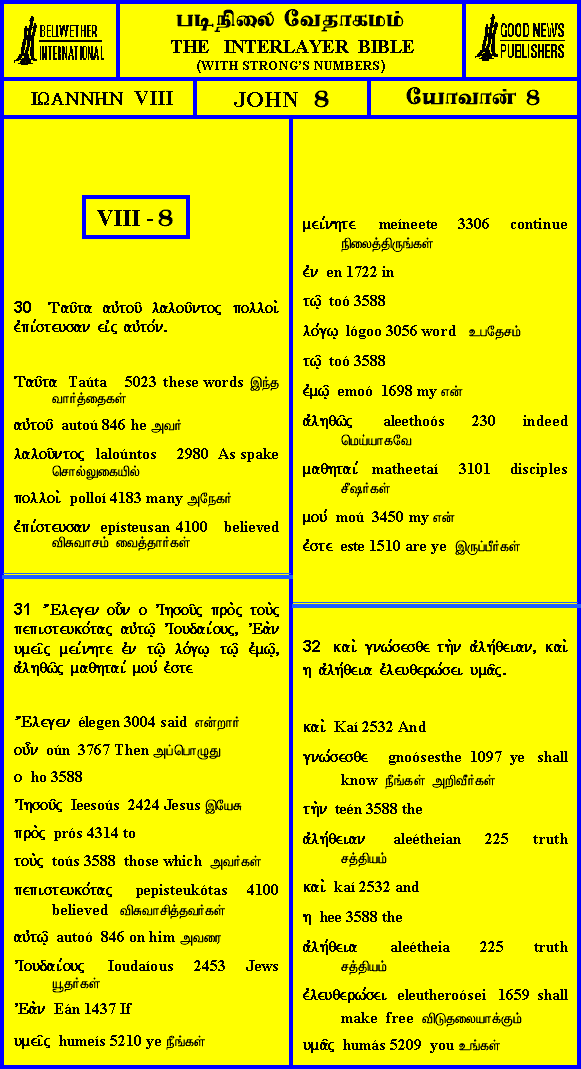 BELLWETHER
INTERNATIONAL
படிநிலை வேதாகமம்
THE INTERLAYER BIBLE
(WITH STRONG'S NUMBERS)
GOOD NEWS
PUBLISHERS
ΙΩΑΝΝΗΝ VIII
JOHN 8
யோவான் 8
VIII - 8
30 Ταῦτα αὐτοῦ λαλοῦντος πολλοὶ
ἐπίστευσαν εἰς αὐτόν.
Ταῦτα Taúta 5023 these words இந்த
வார்த்தைகள்
αὐτοῦ autoú 846 he அவர்
λαλοῦντος laloúntos 2980 As spake
சொல்லுகையில்
πολλοὶ polloí 4183 many அநேகர்
ἐπίστευσαν epísteusan 4100 believed
விசுவாசம் வைத்தார்கள்
31 Ἔλεγεν οὖν ο Ἰησοῦς πρὸς τοὺς
πεπιστευκότας αὐτῷ Ἰουδαίους, Ἐὰν
υμεῖς μείνητε ἐν τῷ λόγῳ τῷ ἐμῷ,
ἀληθῶς μαθηταί μού ἐστε
Ἔλεγεν élegen 3004 said என்றார்
οὖν oún 3767 Then அப்பொழுது
ο ho 3588
Ἰησοῦς Ieesoús 2424 Jesus இயேசு
πρὸς prós 4314 to
τοὺς toús 3588 those which அவர்கள்
πεπιστευκότας pepisteukótas 4100
believed விசுவாசித்தவர்கள்
αὐτῷ autoó 846 on him அவரை
Ἰουδαίους Ioudaíous 2453 Jews
யூதர்கள்
Ἐὰν Eán 1437 If
υμεῖς humeís 5210 ye நீங்கள்
μείνητε meíneete 3306 continue
நிலைத்திருங்கள்
ἐν en 1722 in
τῷ toó 3588
λόγῳ lógoo 3056 word உபதேசம்
τῷ toó 3588
ἐμῷ emoó 1698 my என்
ἀληθῶς aleethoós 230 indeed
மெய்யாகவே
μαθηταί matheetaí 3101 disciples
சீஷர்கள்
μού moú 3450 my என்
ἐστε este 1510 are ye இருப்பீர்கள்
32 καὶ γνώσεσθε τὴν ἀλήθειαν, καὶ
η ἀλήθεια ἐλευθερώσει υμᾶς.
καὶ Kaí 2532 And
γνώσεσθε gnoósesthe 1097 ye shall
know நீங்கள் அறிவீர்கள்
τὴν teén 3588 the
ἀλήθειαν aleétheian 225 truth
சத்தியம்
καὶ kaí 2532 and
η hee 3588 the
ἀλήθεια aleétheia 225 truth
சத்தியம்
ἐλευθερώσει eleutheroósei 1659 shall
make free விடுதலையாக்கும்
υμᾶς humás 5209 you உங்கள்